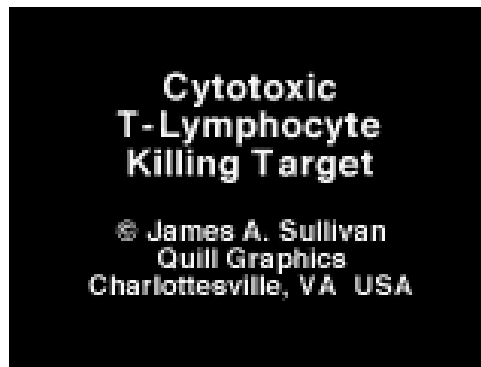 Cytotoxic
T-Lymphocyte
Killing Target
© James A. Sullivan
Quill Graphics
Charlottesville, VA USA